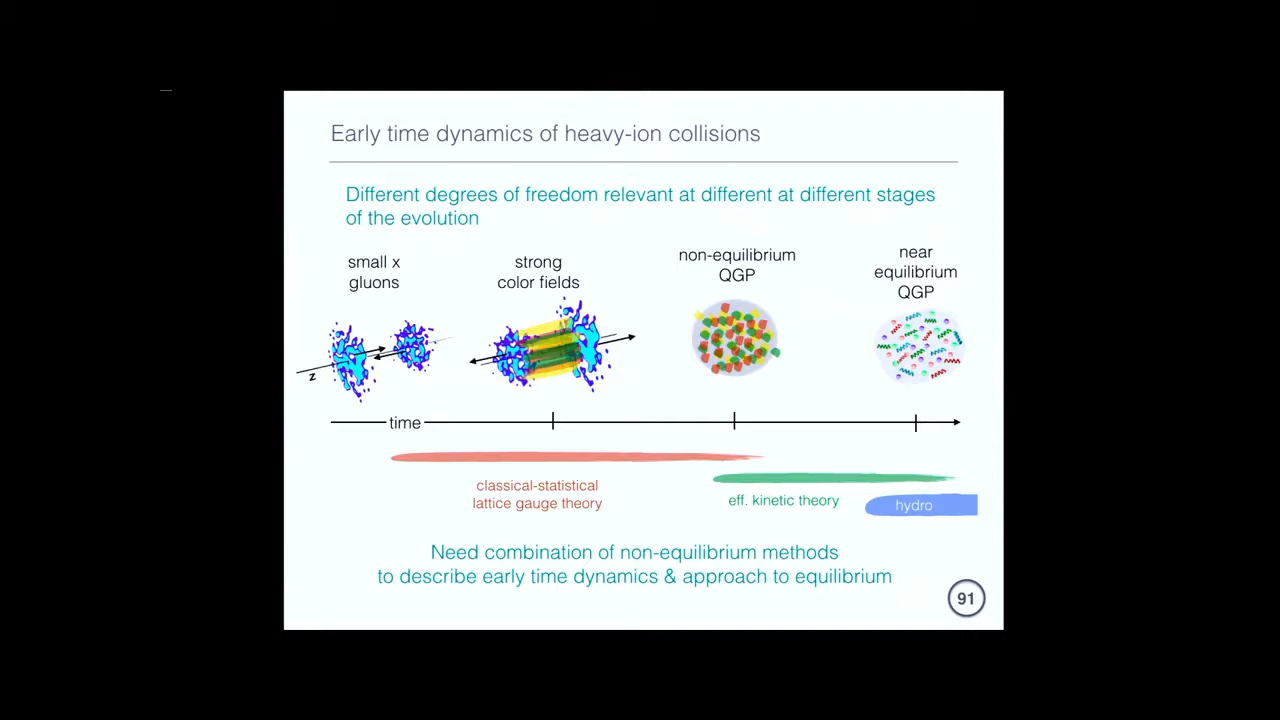 Early time dynamics of heavy-ion collisions
Different degrees of freedom relevant at different at different stages
of the evolution
small x
gluons
strong
color fields
non-equilibrium
QGP
near
equilibrium
QGP
z
time
classical-statistical
lattice gauge theory
eff. kinetic theory
hydro
Need combination of non-equilibrium methods
to describe early time dynamics & approach to equilibrium
91